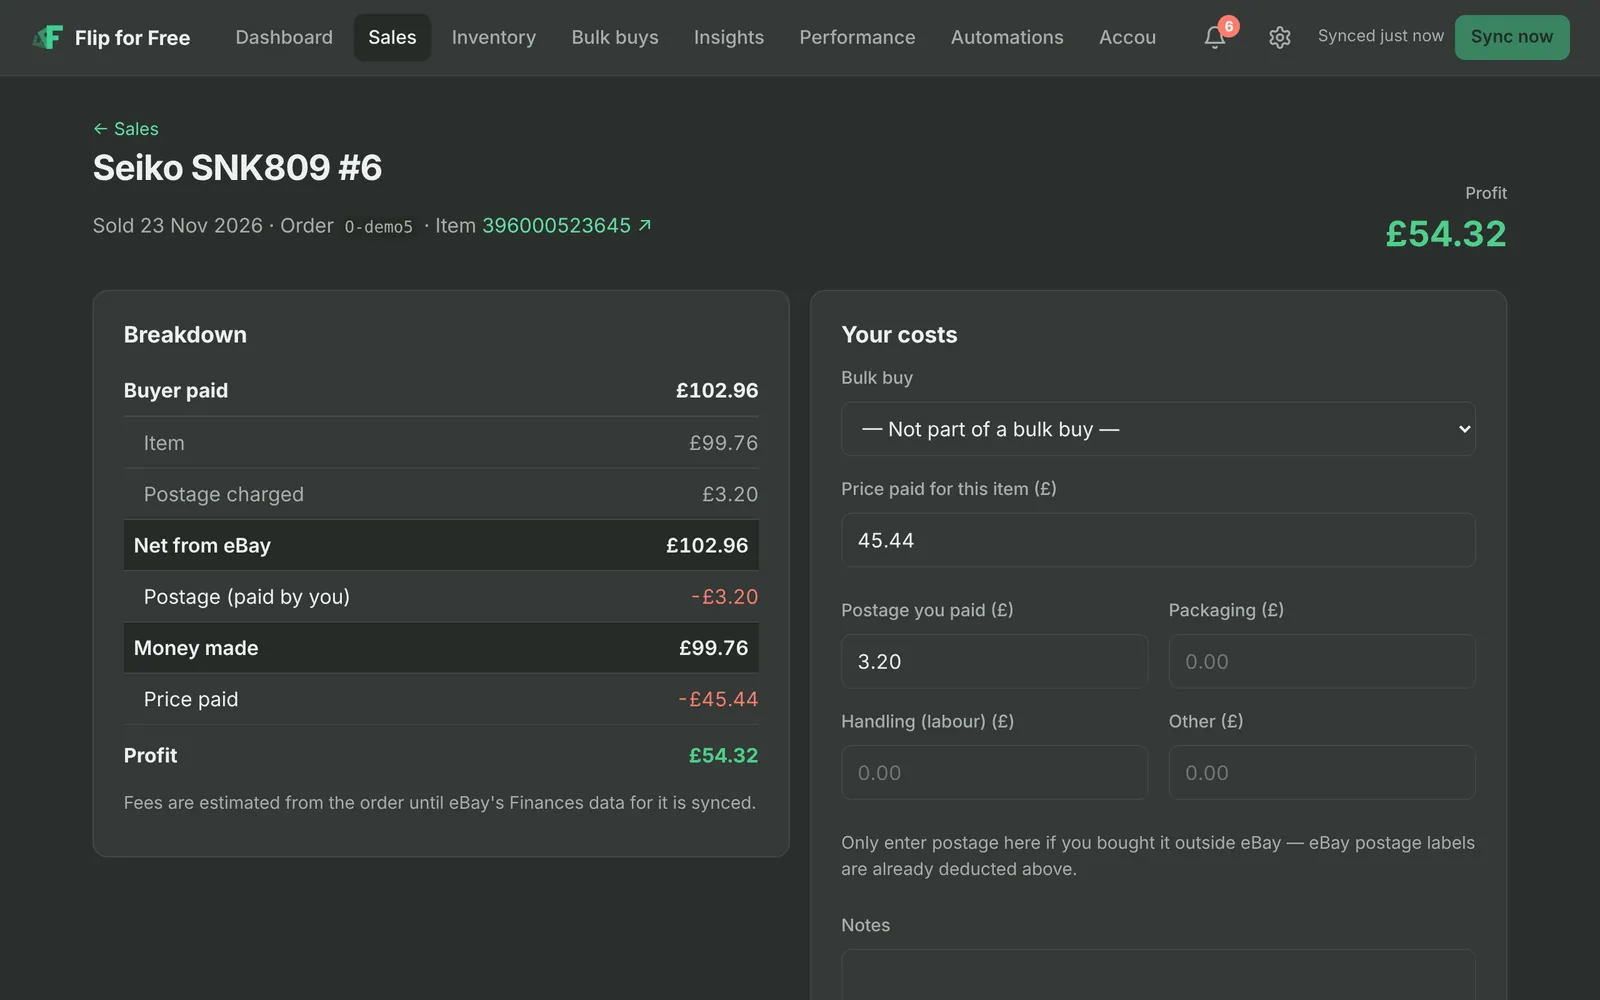 Flip for Free
Dashboard
Sales
Inventory
Bulk buys
Insights
Performance
Automations
Accou
6
Synced just now
Sync now
← Sales
Seiko SNK809 #6
Sold 23 Nov 2026 · Order O-demo5 · Item 396000523645 ↗
Profit
£54.32
Breakdown
Buyer paid £102.96
Item £99.76
Postage charged £3.20
Net from eBay £102.96
Postage (paid by you) -£3.20
Money made £99.76
Price paid -£45.44
Profit £54.32
Fees are estimated from the order until eBay's Finances data for it is synced.
Your costs
Bulk buy
— Not part of a bulk buy —
Price paid for this item (£)
45.44
Postage you paid (£) Packaging (£)
3.20 0.00
Handling (labour) (£) Other (£)
0.00 0.00
Only enter postage here if you bought it outside eBay — eBay postage labels
are already deducted above.
Notes